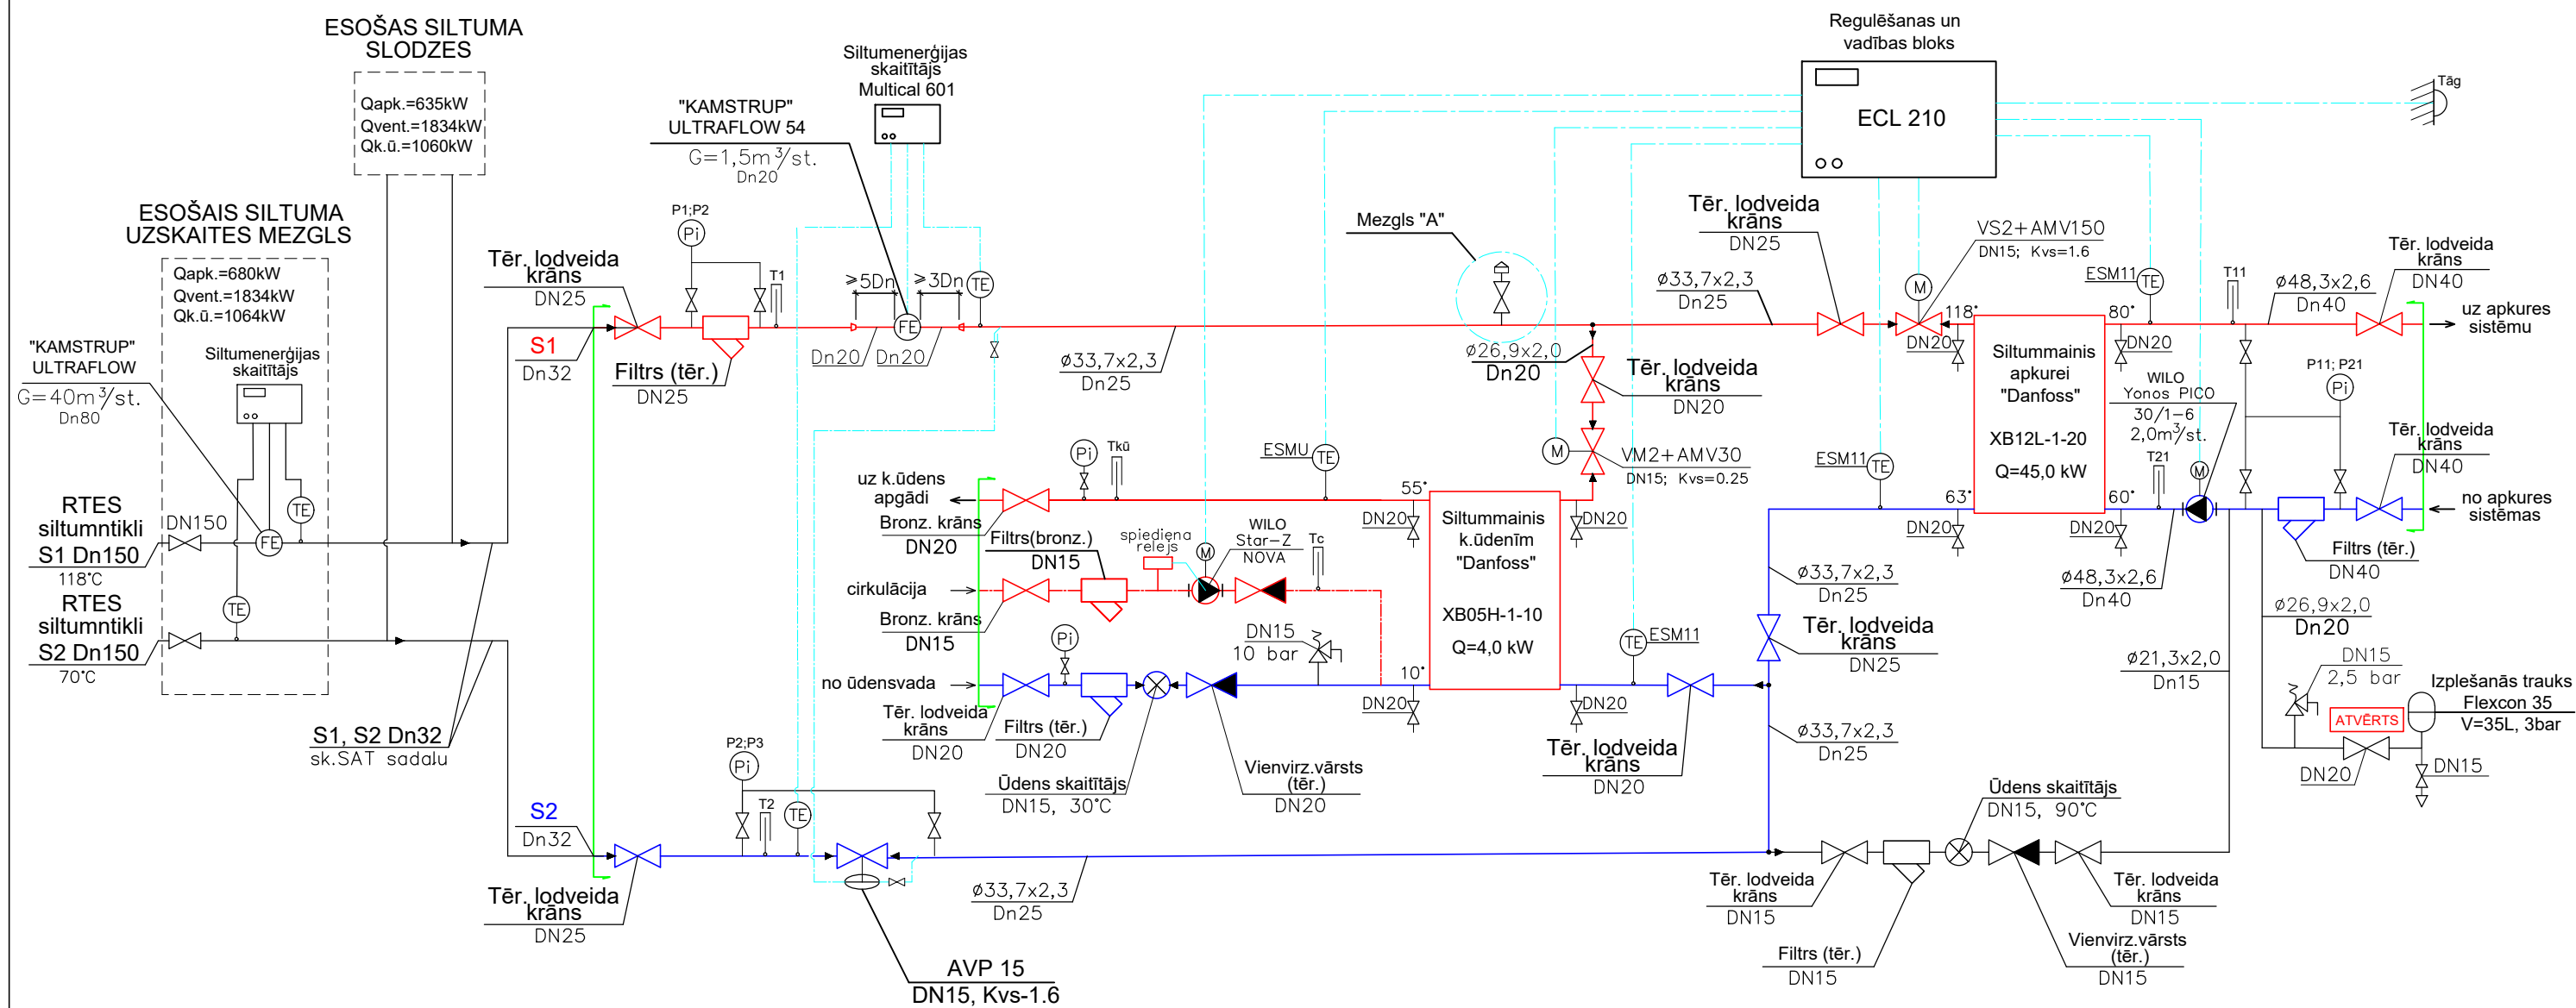 ESOŠAS SILTUMA
SLODZES
Qapk.=635kW
Qvent.=1834kW
Qk.ū.=1060kW
ESOŠAIS SILTUMA
UZSKAITES MEZGLS
Qapk.=680kW
Qvent.=1834kW
Qk.ū.=1064kW
Siltumenerģijas
skaitītājs
"KAMSTRUP"
ULTRAFLOW
G=40m³/st.
Dn80
TE
FE
TE
RTES
siltumntikli
S1 Dn150
118°C
DN150
RTES
siltumntikli
S2 Dn150
70°C
S1, S2 Dn32
sk.SAT sadaļu
S1
Dn32
S2
Dn32
Tēr. lodveida
krāns
DN25
Tēr. lodveida
krāns
DN25
"KAMSTRUP"
ULTRAFLOW 54
G=1,5m³/st.
Dn20
Siltumenerģijas
skaitītājs
Multical 601
P1;P2
Pi
T1
≥5Dn
≥3Dn
TE
FE
Dn20
Dn20
Filtrs (tēr.)
DN25
ø33,7x2,3
Dn25
Mezgls "A"
ø26,9x2,0
Dn20
Tēr. lodveida
krāns
DN20
M
VM2+AMV30
DN15; Kvs=0.25
Regulēšanas un
vadības bloks
ECL 210
Tāg
Tēr. lodveida
krāns
DN25
ø33,7x2,3
Dn25
VS2+AMV150
DN15; Kvs=1.6
M
118°
80°
DN20
DN20
Siltummainis
apkurei
"Danfoss"
XB12L-1-20
Q=45,0 kW
63°
60°
DN20
DN20
ESM11
TE
T11
ø48,3x2,6
Dn40
Tēr. lodveida
krāns
DN40
uz apkures
sistēmu
P11; P21
Pi
WILO
Yonos PICO
30/1-6
2,0m³/st.
T21
M
Tēr. lodveida
krāns
DN40
no apkures
sistēmas
Filtrs (tēr.)
DN40
ø48,3x2,6
Dn40
ESM11
TE
ø33,7x2,3
Dn25
Tēr. lodveida
krāns
DN25
ø33,7x2,3
Dn25
ø26,9x2,0
Dn20
ø21,3x2,0
Dn15
DN15
2,5 bar
ATVĒRTS
Izplešanās trauks
Flexcon 35
V=35L, 3bar
DN20
DN15
uz k.ūdens
apgādi
Bronz. krāns
DN20
Pi
Tkū
ESMU
TE
55°
DN20
DN20
Siltummainis
k.ūdenīm
"Danfoss"
XB05H-1-10
Q=4,0 kW
10°
DN20
DN20
Filtrs(bronz.)
DN15
spiediena
relejs
M
WILO
Star-Z
NOVA
Tc
cirkulācija
Bronz. krāns
DN15
Pi
DN15
10 bar
no ūdensvada
Tēr. lodveida
krāns
DN20
Filtrs (tēr.)
DN20
Ūdens skaitītājs
DN15, 30°C
Vienvirz.vārsts
(tēr.)
DN20
TE
ESM11
Tēr. lodveida
krāns
DN20
P2;P3
Pi
T2
TE
ø33,7x2,3
Dn25
AVP 15
DN15, Kvs-1.6
Ūdens skaitītājs
DN15, 90°C
Tēr. lodveida
krāns
DN15
Filtrs (tēr.)
DN15
Tēr. lodveida
krāns
DN15
Vienvirz.vārsts
(tēr.)
DN15